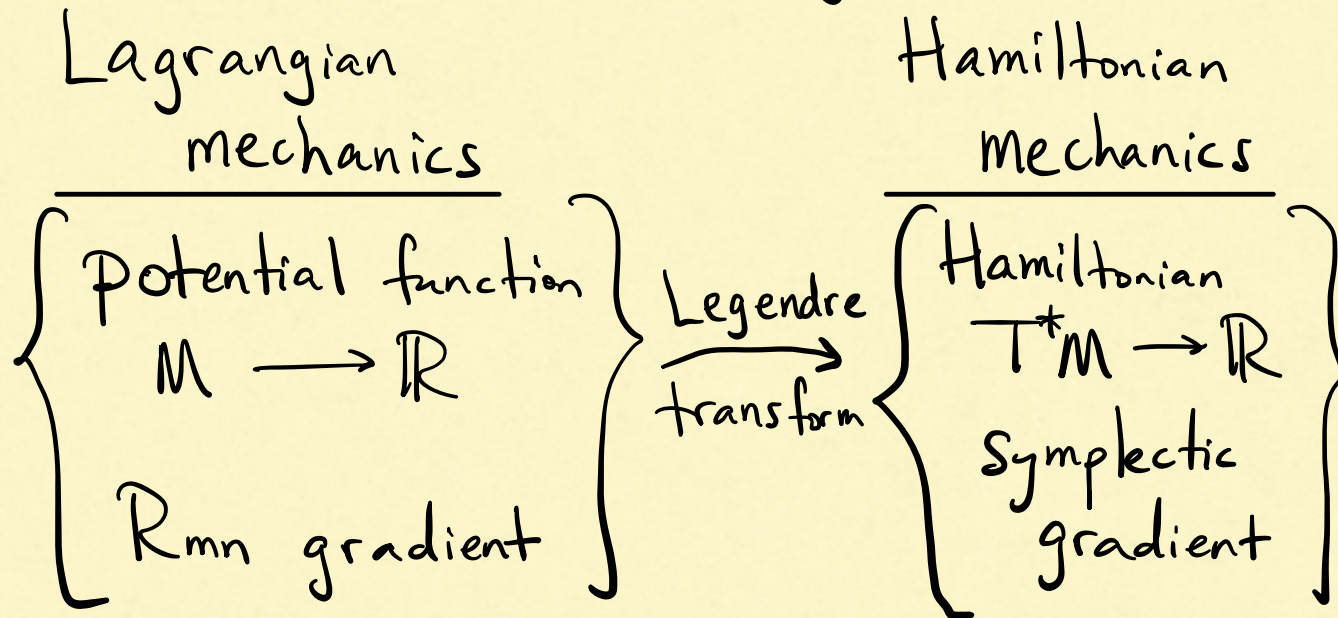 Lagrangian
mechanics
Potential function
M → ℝ
Rmn gradient
Legendre
transform
Hamiltonian
mechanics
Hamiltonian
T*M → ℝ
Symplectic
gradient